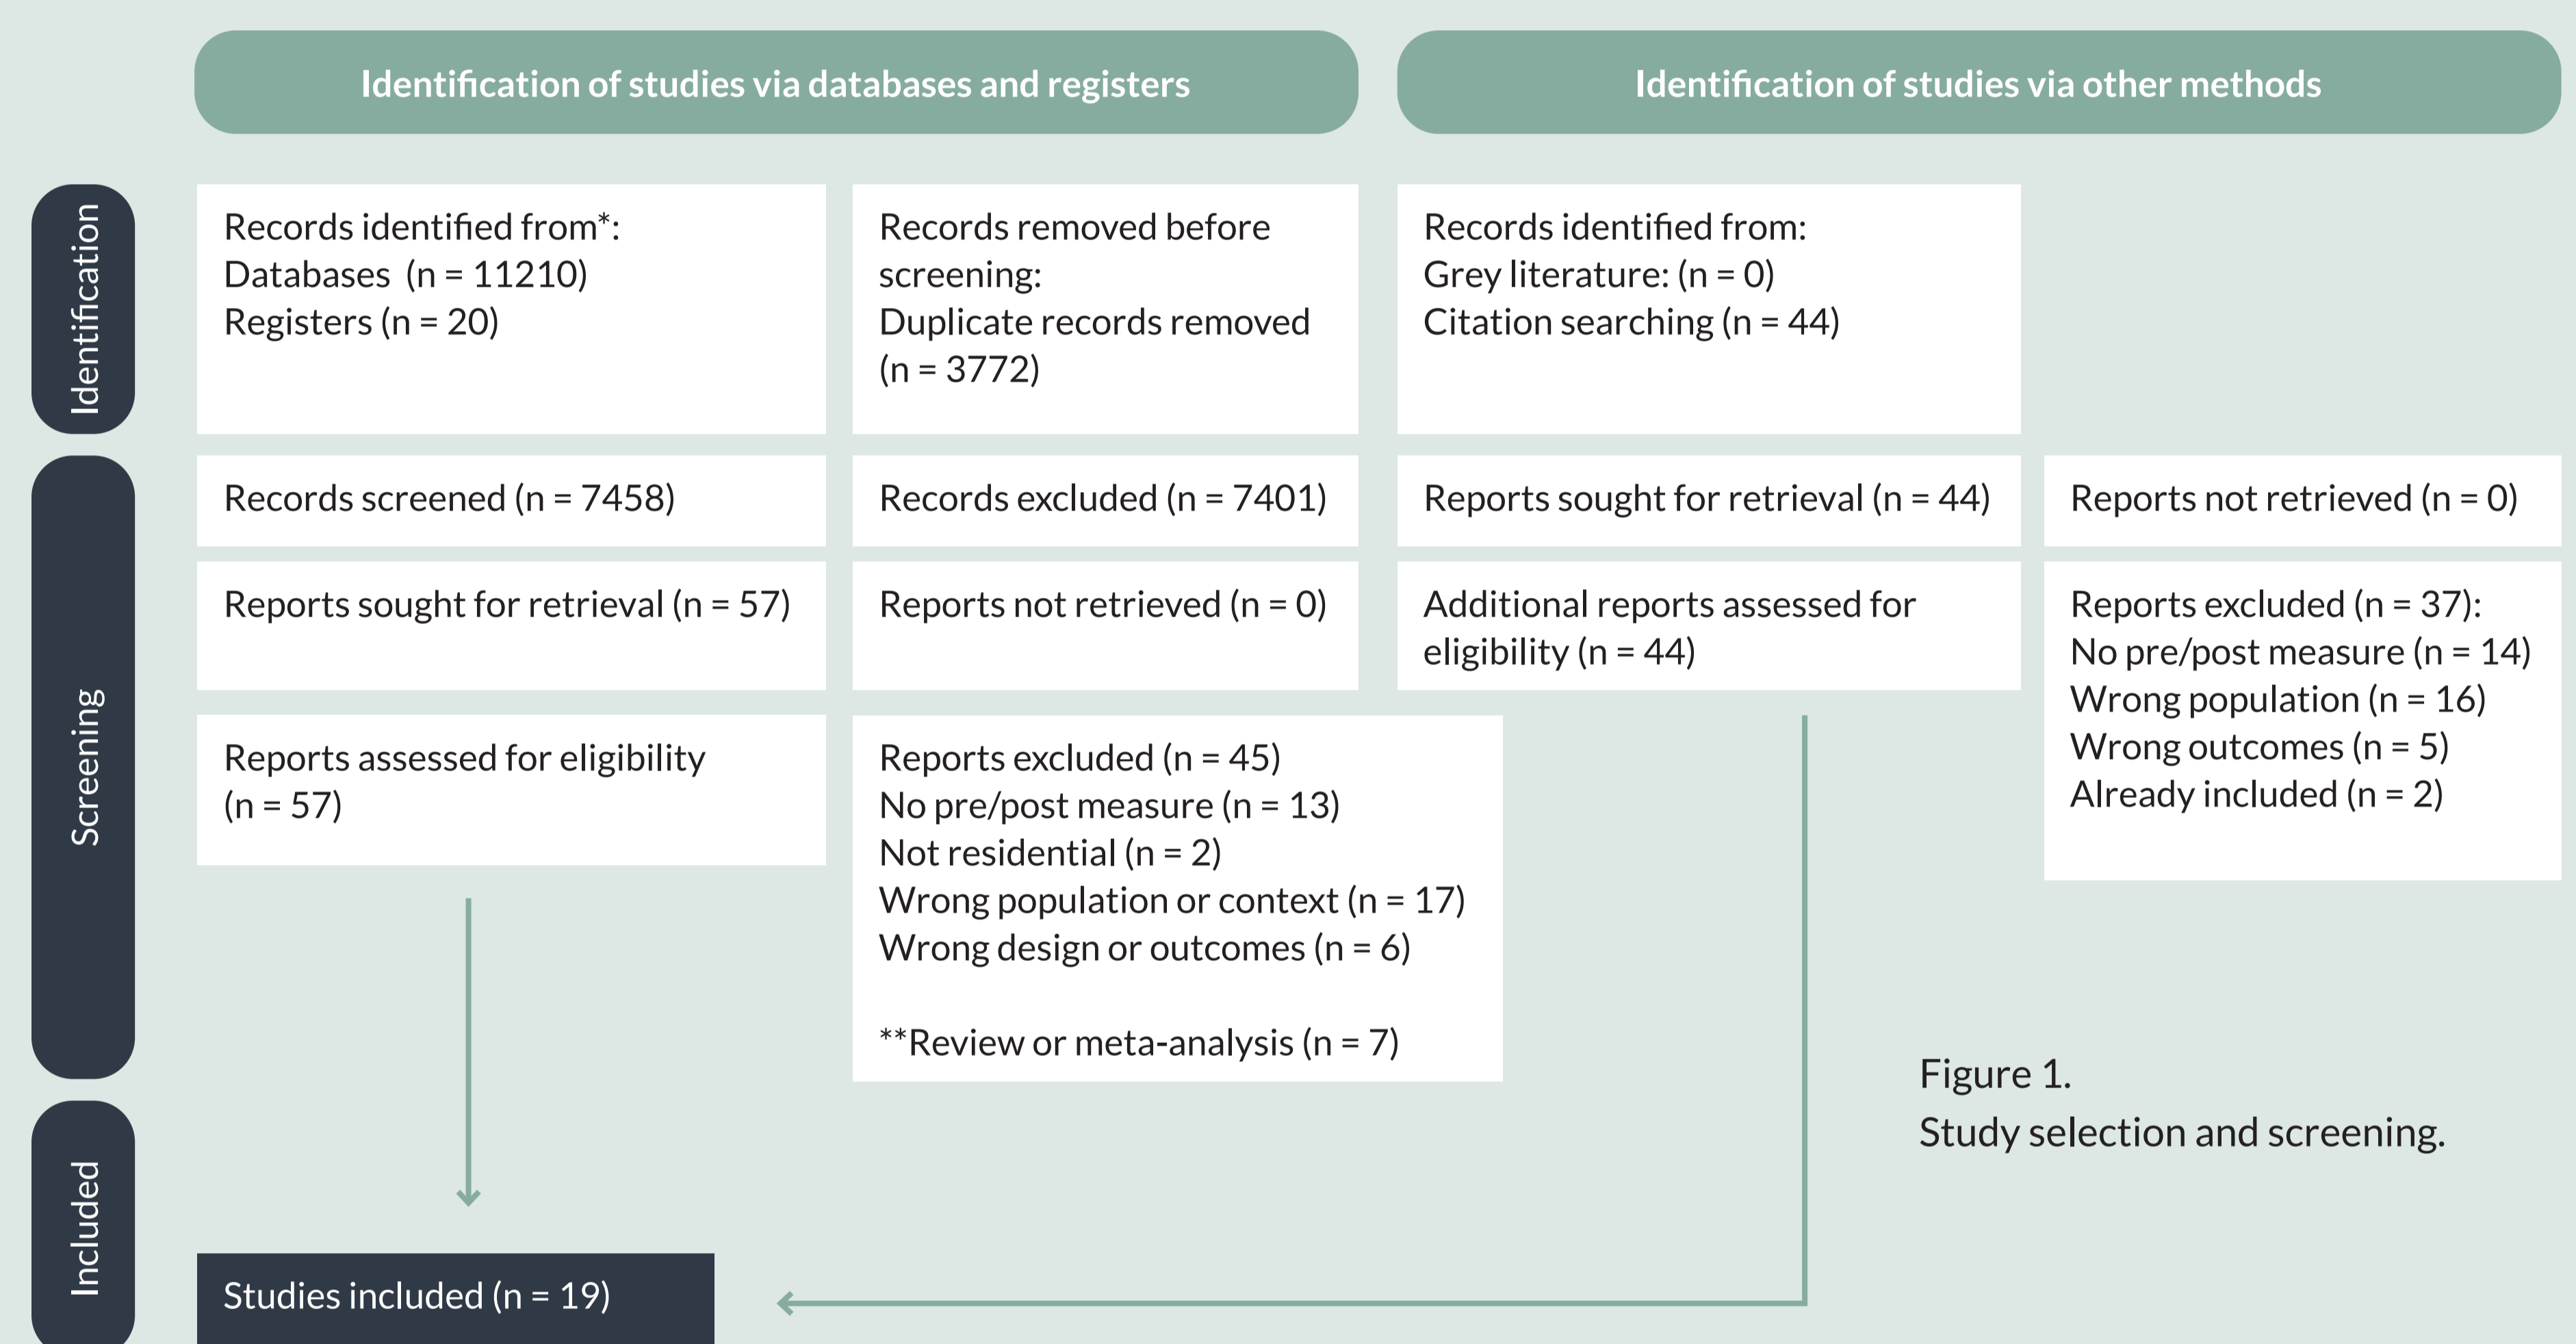 Identification of studies via databases and registers
Identification of studies via other methods
Identification
Records identified from*:
Databases  (n = 11210)
Registers (n = 20)
Records removed before
screening:
Duplicate records removed
(n = 3772)
Records identified from:
Grey literature: (n = 0)
Citation searching (n = 44)
Screening
Records screened (n = 7458)
Records excluded (n = 7401)
Reports sought for retrieval (n = 44)
Reports not retrieved (n = 0)
Reports sought for retrieval (n = 57)
Reports not retrieved (n = 0)
Additional reports assessed for
eligibility (n = 44)
Reports excluded (n = 37):
No pre/post measure (n = 14)
Wrong population (n = 16)
Wrong outcomes (n = 5)
Already included (n = 2)
Reports assessed for eligibility
(n = 57)
Reports excluded (n = 45)
No pre/post measure (n = 13)
Not residential (n = 2)
Wrong population or context (n = 17)
Wrong design or outcomes (n = 6)
**Review or meta-analysis (n = 7)
Figure 1.
Study selection and screening.
Included
Studies included (n = 19)